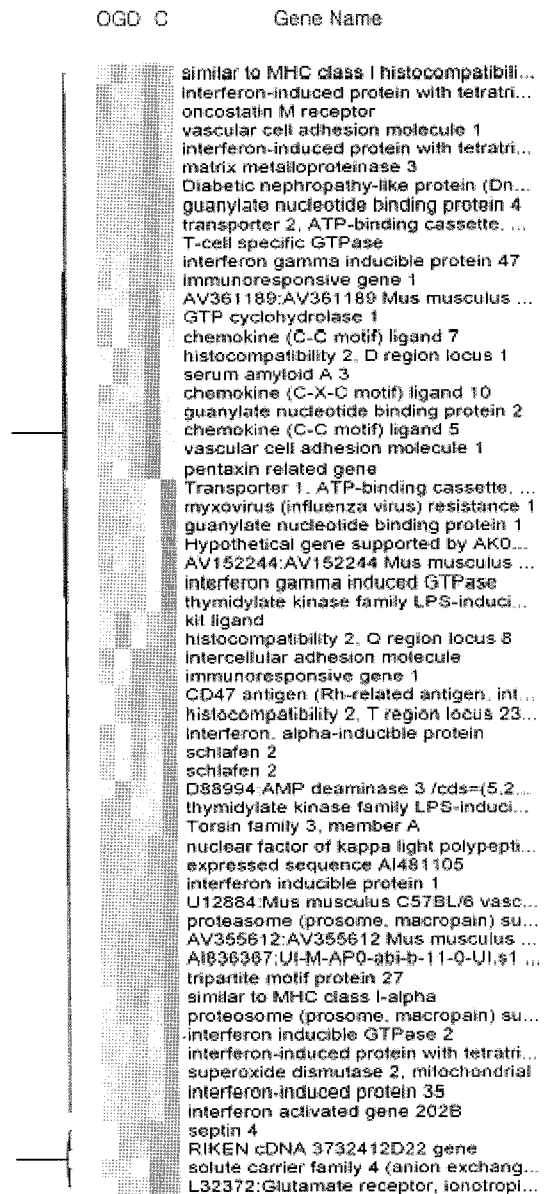 OGD C Gene Name
similar to MHC class I histocompatibili...
interferon-induced protein with tetratri...
oncostatin M receptor
vascular cell adhesion molecule 1
interferon-induced protein with tetratri...
matrix metalloproteinase 3
Diabetic nephropathy-like protein (Dn...
guanylate nucleotide binding protein 4
transporter 2, ATP-binding cassette, ...
T-cell specific GTPase
interferon gamma inducible protein 47
immunoresponsive gene 1
AV361189:AV361189 Mus musculus ...
GTP cyclohydrolase 1
chemokine (C-C motif) ligand 7
histocompatibility 2, D region locus 1
serum amyloid A 3
chemokine (C-X-C motif) ligand 10
guanylate nucleotide binding protein 2
chemokine (C-C motif) ligand 5
vascular cell adhesion molecule 1
pentaxin related gene
Transporter 1, ATP-binding cassette, ...
myxovirus (influenza virus) resistance 1
guanylate nucleotide binding protein 1
Hypothetical gene supported by AK0...
AV152244:AV152244 Mus musculus ...
interferon gamma induced GTPase
thymidylate kinase family LPS-induci...
kit ligand
histocompatibility 2, Q region locus 8
intercellular adhesion molecule
immunoresponsive gene 1
CD47 antigen (Rh-related antigen, int...
histocompatibility 2, T region locus 23...
interferon, alpha-inducible protein
schlafen 2
schlafen 2
D88994:AMP deaminase 3 /cds=(5,2...
thymidylate kinase family LPS-induci...
Torsin family 3, member A
nuclear factor of kappa light polypepti...
expressed sequence AI481105
interferon inducible protein 1
U12884:Mus musculus C57BL/6 vasc...
proteasome (prosome, macropain) su...
AV355612:AV355612 Mus musculus ...
AI836367:UI-M-AP0-abi-b-11-0-UI.s1 ...
tripartite motif protein 27
similar to MHC class I-alpha
proteosome (prosome, macropain) su...
interferon inducible GTPase 2
interferon-induced protein with tetratri...
superoxide dismutase 2, mitochondrial
interferon-induced protein 35
interferon activated gene 202B
septin 4
RIKEN cDNA 3732412D22 gene
solute carrier family 4 (anion exchang...
L32372:Glutamate receptor, ionotropi...